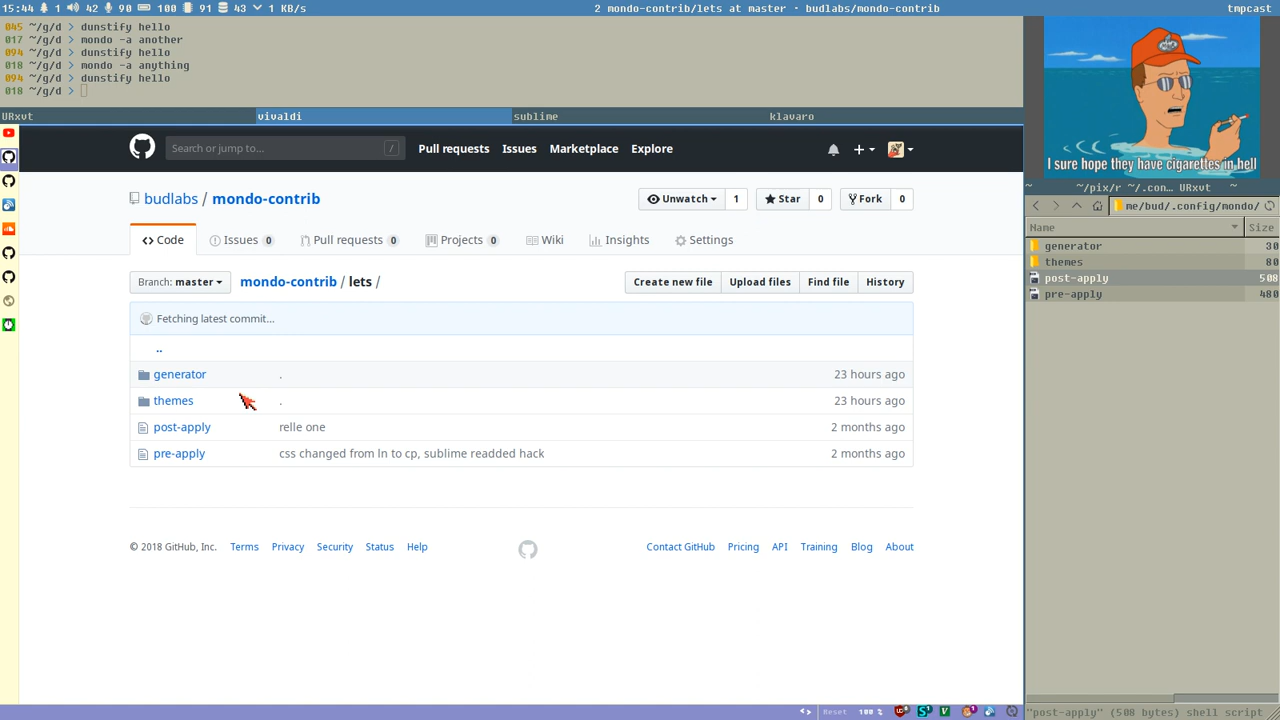 15:44 1 42 90 100 91 43 1 KB/s
2 mondo-contrib/lets at master · budlabs/mondo-contrib
tmpcast
045 ~/g/d > dunstify hello
017 ~/g/d > mondo -a another
094 ~/g/d > dunstify hello
018 ~/g/d > mondo -a anything
094 ~/g/d > dunstify hello
018 ~/g/d >
URxvt vivaldi sublime klavaro
Search or jump to... /
Pull requests Issues Marketplace Explore
budlabs / mondo-contrib
Unwatch 1 Star 0 Fork 0
Code Issues 0 Pull requests 0 Projects 0 Wiki Insights Settings
Branch: master mondo-contrib / lets /
Create new file Upload files Find file History
Fetching latest commit…
..
generator . 23 hours ago
themes . 23 hours ago
post-apply relle one 2 months ago
pre-apply css changed from ln to cp, sublime readded hack 2 months ago
© 2018 GitHub, Inc. Terms Privacy Security Status Help
Contact GitHub Pricing API Training Blog About
Reset 100 %
I sure hope they have cigarettes in hell
~ ~/pix/r ~/.con… URxvt ~
me/bud/.config/mondo/
Name Size
generator 30
themes 80
post-apply 508
pre-apply 480
"post-apply" (508 bytes) shell script